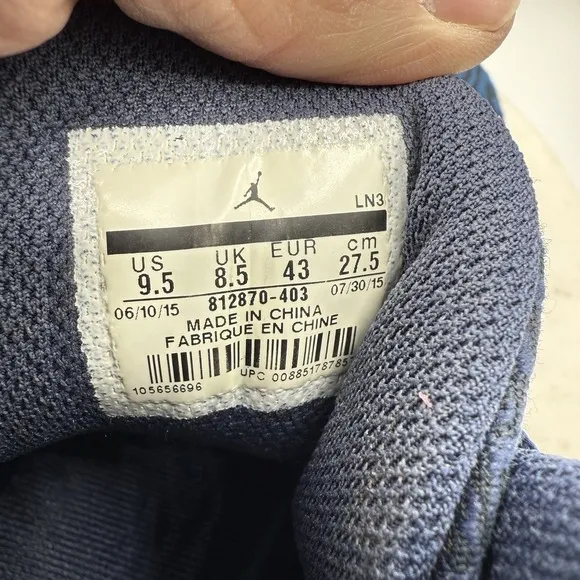 LN3
US UK EUR cm
9.5 8.5 43 27.5
06/10/15 812870-403 07/30/15
MADE IN CHINA
FABRIQUE EN CHINE
105656696 UPC 0088517878